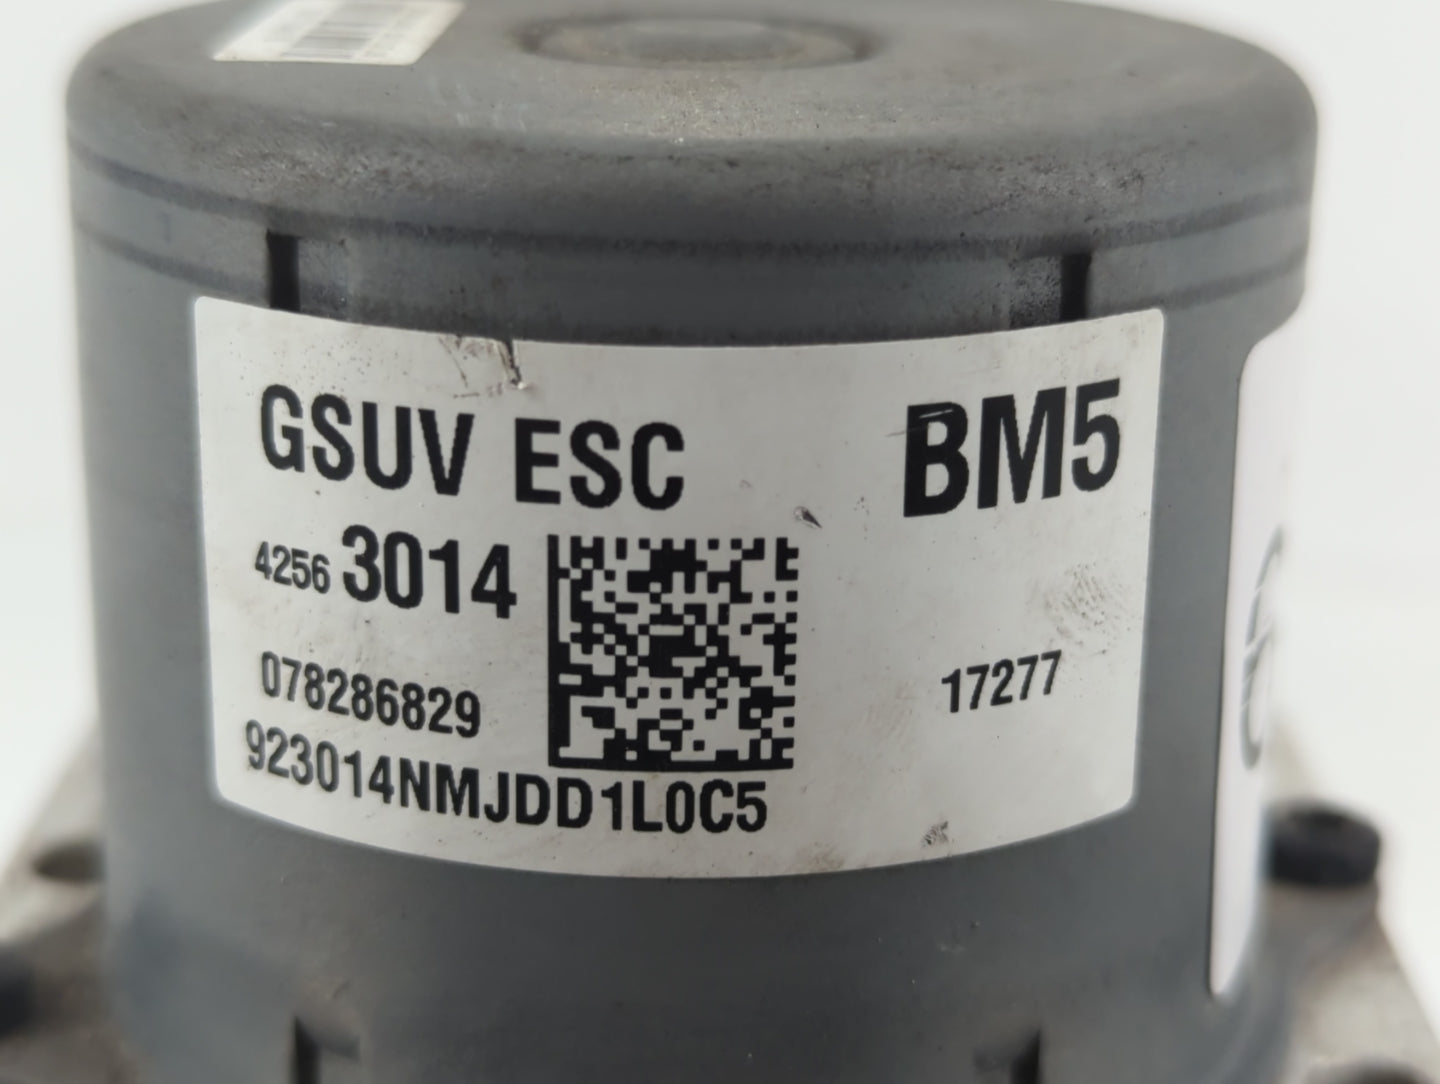 GSUV ESC BM5
4256 3014
078286829 17277
923014NMJDD1L0C5